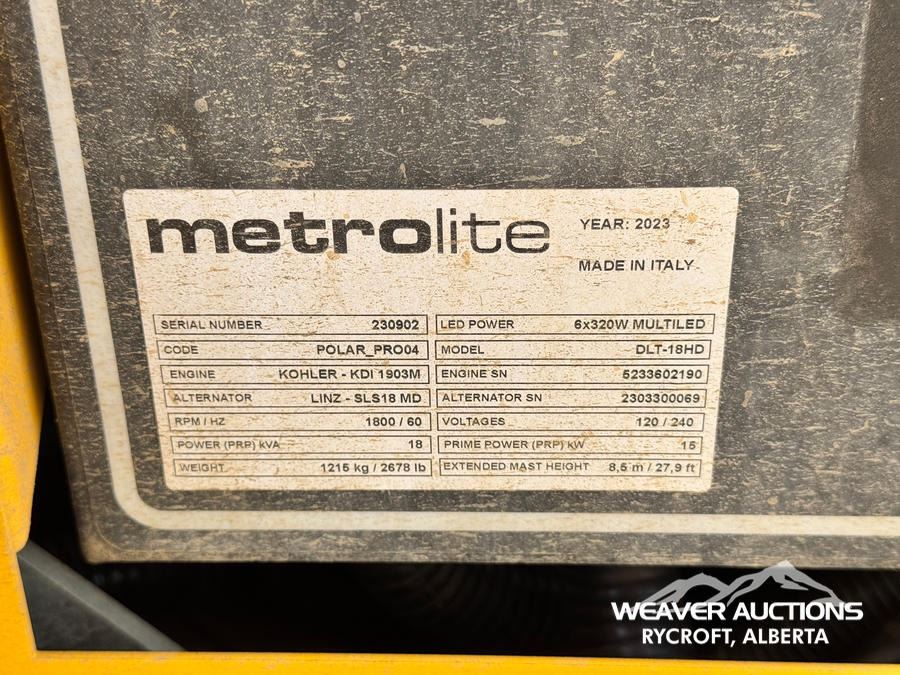 metrolite YEAR: 2023
MADE IN ITALY
SERIAL NUMBER 230902 LED POWER 6x320W MULTILED
CODE POLAR_PRO04 MODEL DLT-18HD
ENGINE KOHLER - KDI 1903M ENGINE SN 5233602190
ALTERNATOR LINZ - SLS18 MD ALTERNATOR SN 2303300069
RPM / HZ 1800 / 60 VOLTAGES 120 / 240
POWER (PRP) kVA 18 PRIME POWER (PRP) kW 15
WEIGHT 1215 kg / 2678 lb EXTENDED MAST HEIGHT 8,5 m / 27,9 ft
WEAVER AUCTIONS
RYCROFT, ALBERTA